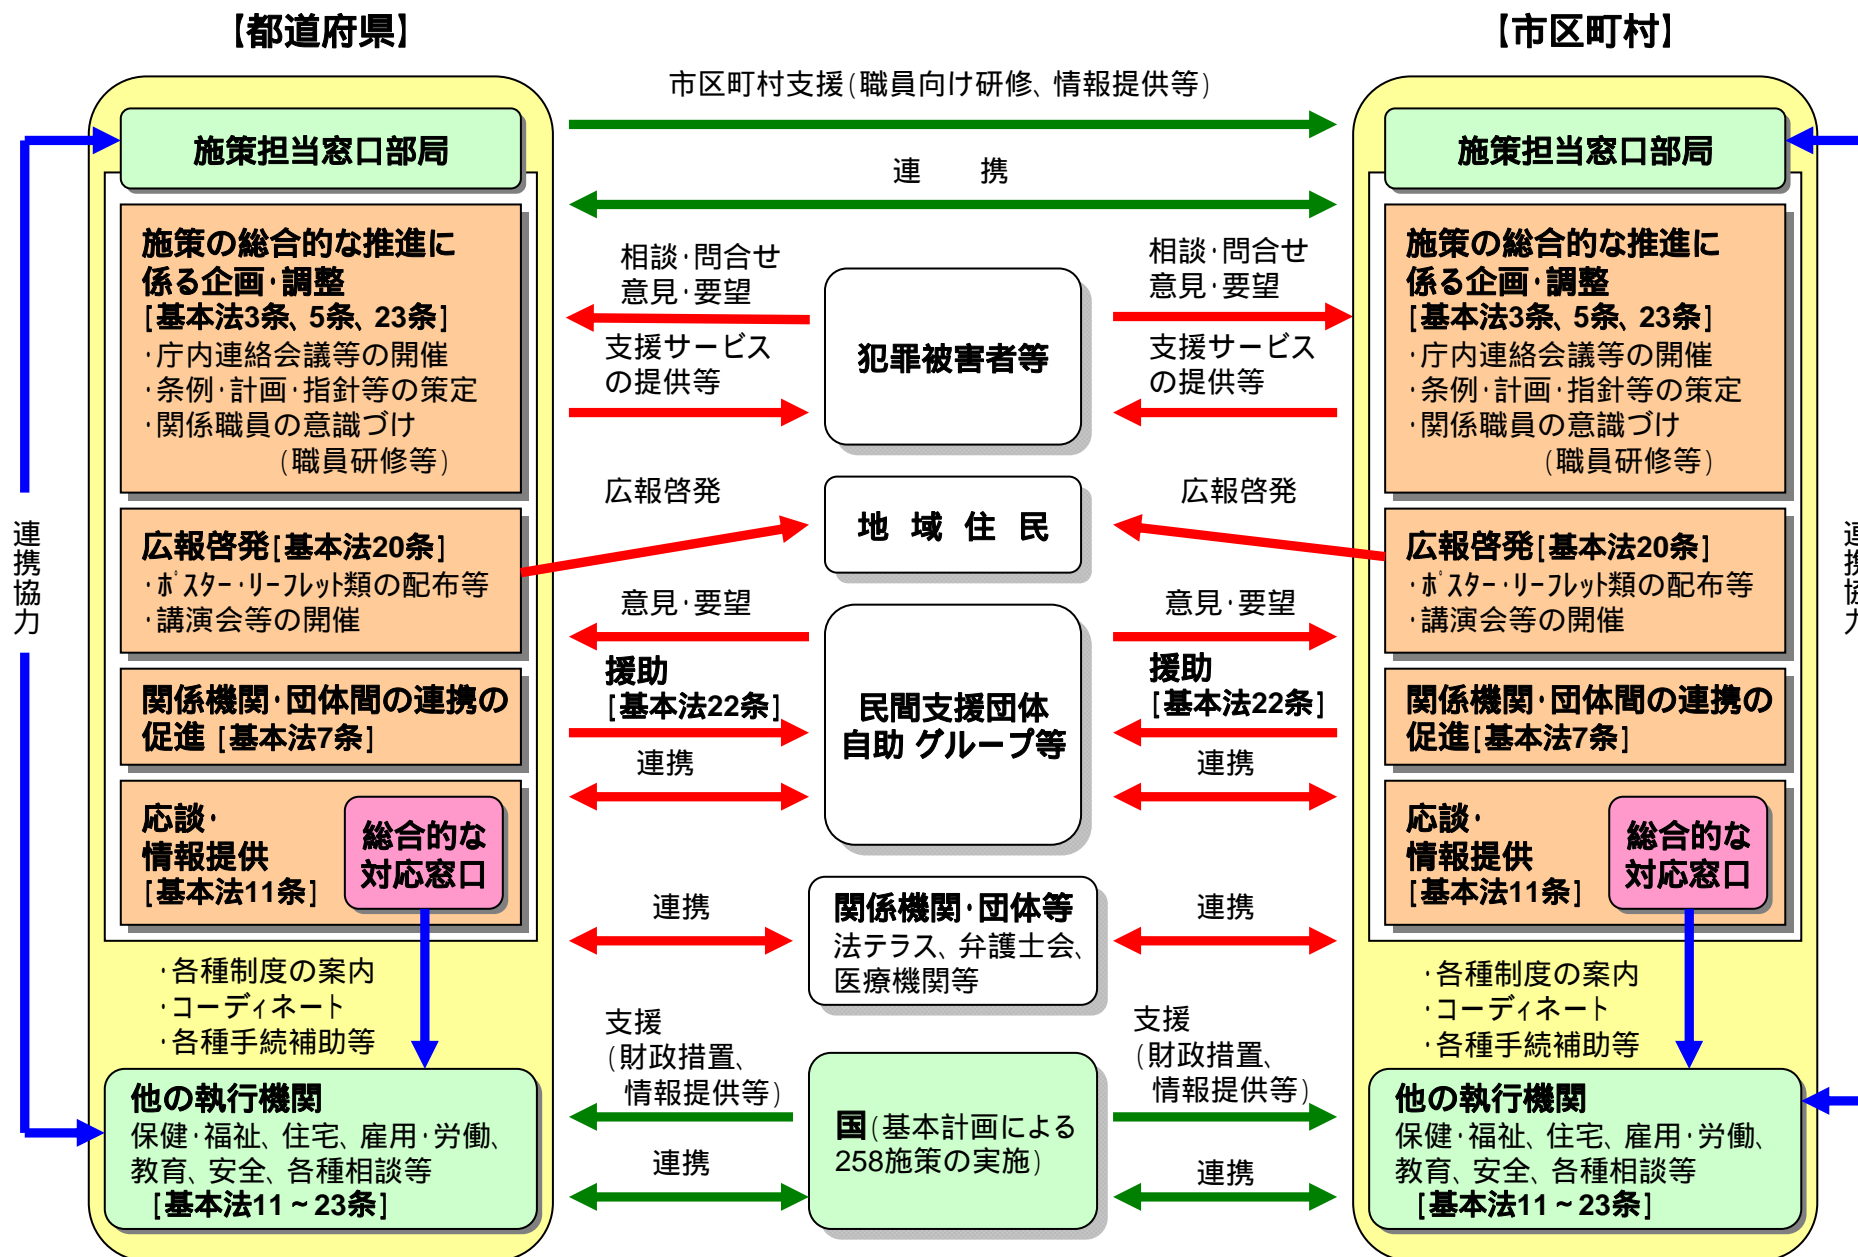 【都道府県】
施策担当窓口部局
施策の総合的な推進に
係る企画・調整
[基本法3条、5条、23条]
・庁内連絡会議等の開催
・条例・計画・指針等の策定
・関係職員の意識づけ
(職員研修等)
広報啓発[基本法20条]
・ポスター・リーフレット類の配布等
・講演会等の開催
関係機関・団体間の連携の
促進 [基本法7条]
応談・
情報提供
[基本法11条]
総合的な
対応窓口
・各種制度の案内
・コーディネート
・各種手続補助等
他の執行機関
保健・福祉、住宅、雇用・労働、
教育、安全、各種相談等
[基本法11~23条]
連携協力
市区町村支援(職員向け研修、情報提供等)
連 携
相談・問合せ
意見・要望
支援サービス
の提供等
広報啓発
意見・要望
援助
[基本法22条]
連携
連携
支援
(財政措置、
情報提供等)
連携
犯罪被害者等
地 域 住 民
民間支援団体
自助 グループ等
関係機関・団体等
法テラス、弁護士会、
医療機関等
国(基本計画による
258施策の実施)
相談・問合せ
意見・要望
支援サービス
の提供等
広報啓発
意見・要望
援助
[基本法22条]
連携
連携
支援
(財政措置、
情報提供等)
連携
【市区町村】
施策担当窓口部局
施策の総合的な推進に
係る企画・調整
[基本法3条、5条、23条]
・庁内連絡会議等の開催
・条例・計画・指針等の策定
・関係職員の意識づけ
(職員研修等)
広報啓発[基本法20条]
・ポスター・リーフレット類の配布等
・講演会等の開催
関係機関・団体間の連携の
促進[基本法7条]
応談・
情報提供
[基本法11条]
総合的な
対応窓口
・各種制度の案内
・コーディネート
・各種手続補助等
他の執行機関
保健・福祉、住宅、雇用・労働、
教育、安全、各種相談等
[基本法11~23条]
連携協力